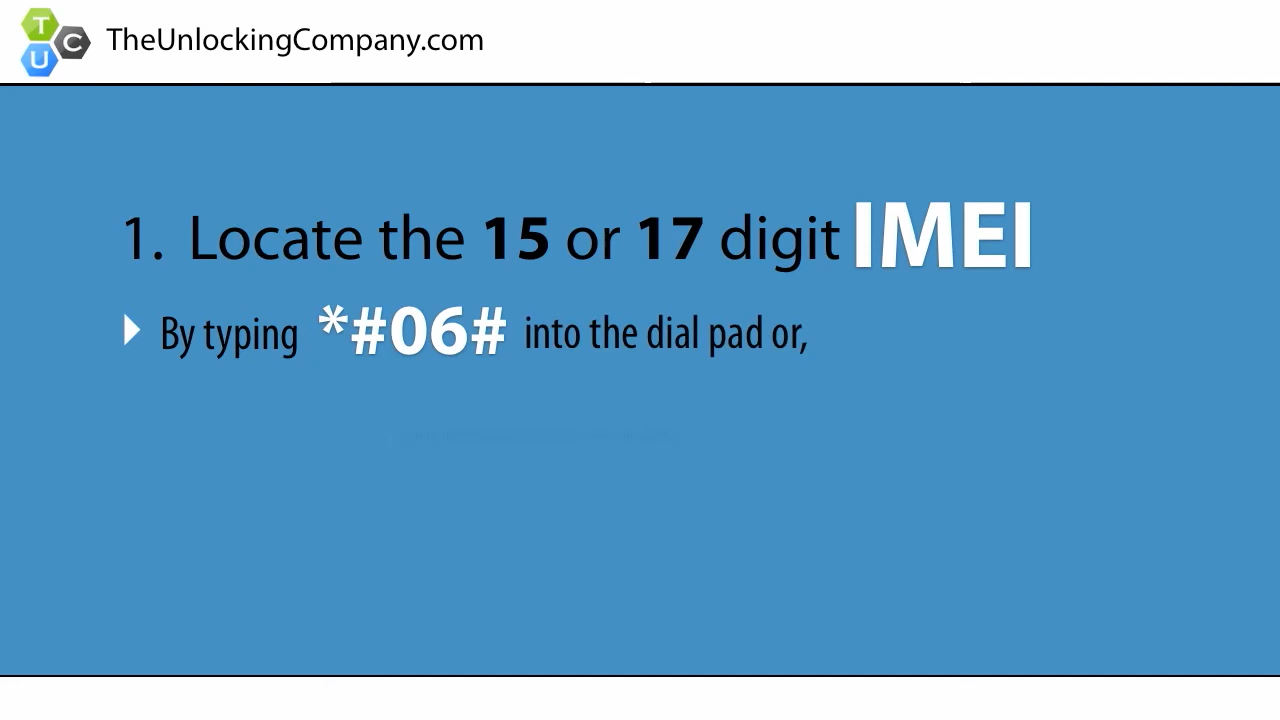 T
C
U
TheUnlockingCompany.com
1. Locate the 15 or 17 digit IMEI
By typing *#06# into the dial pad or,